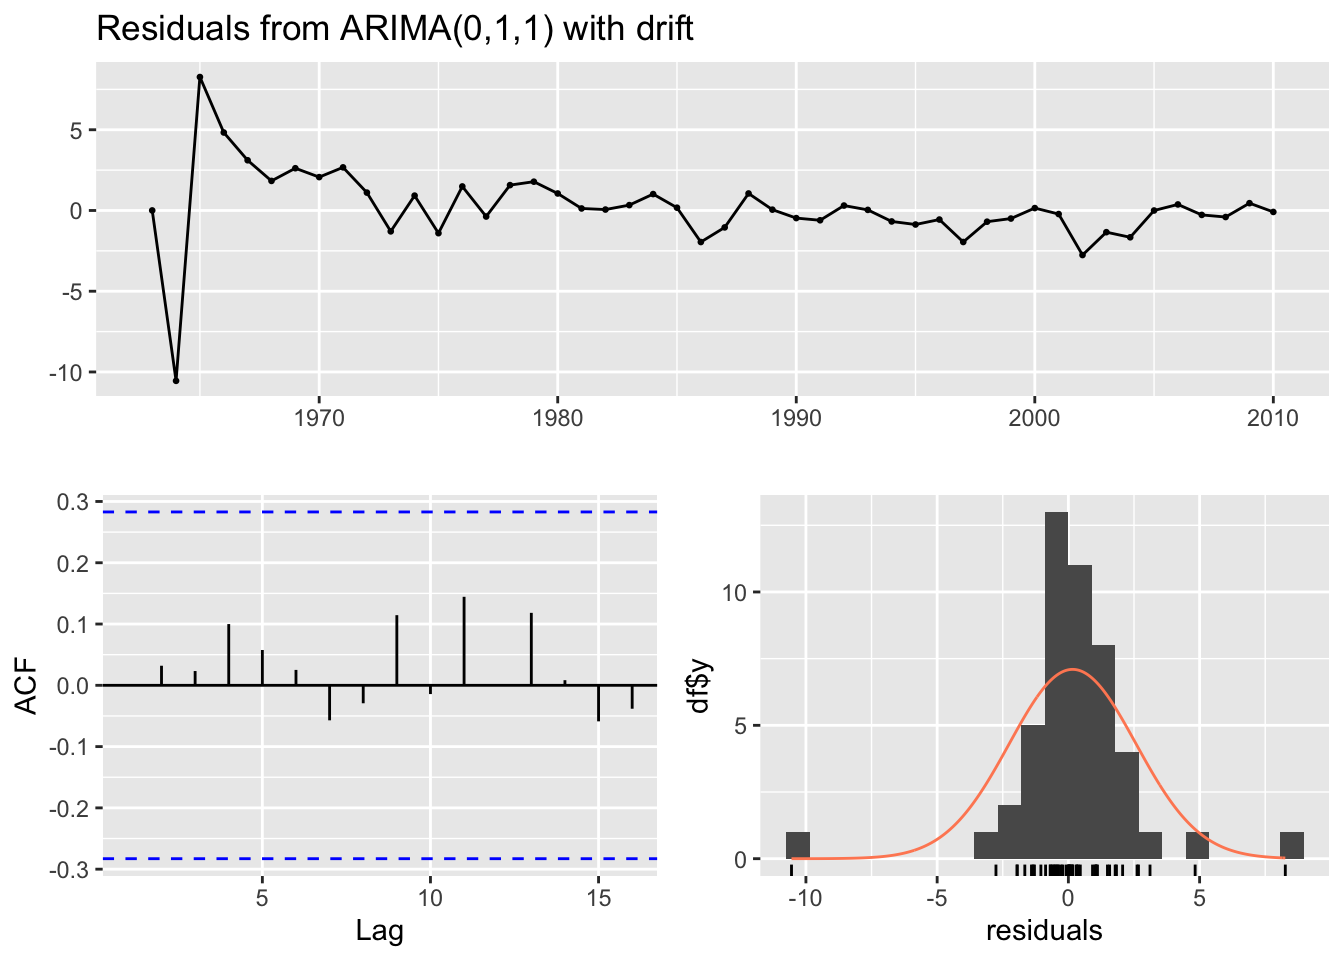 Residuals from ARIMA(0,1,1) with drift
5
0
-5
-10
1970 1980 1990 2000 2010
0.3
0.2
0.1
0.0
-0.1
-0.2
-0.3
ACF
5 10 15
Lag
10
5
0
df$y
-10 -5 0 5
residuals